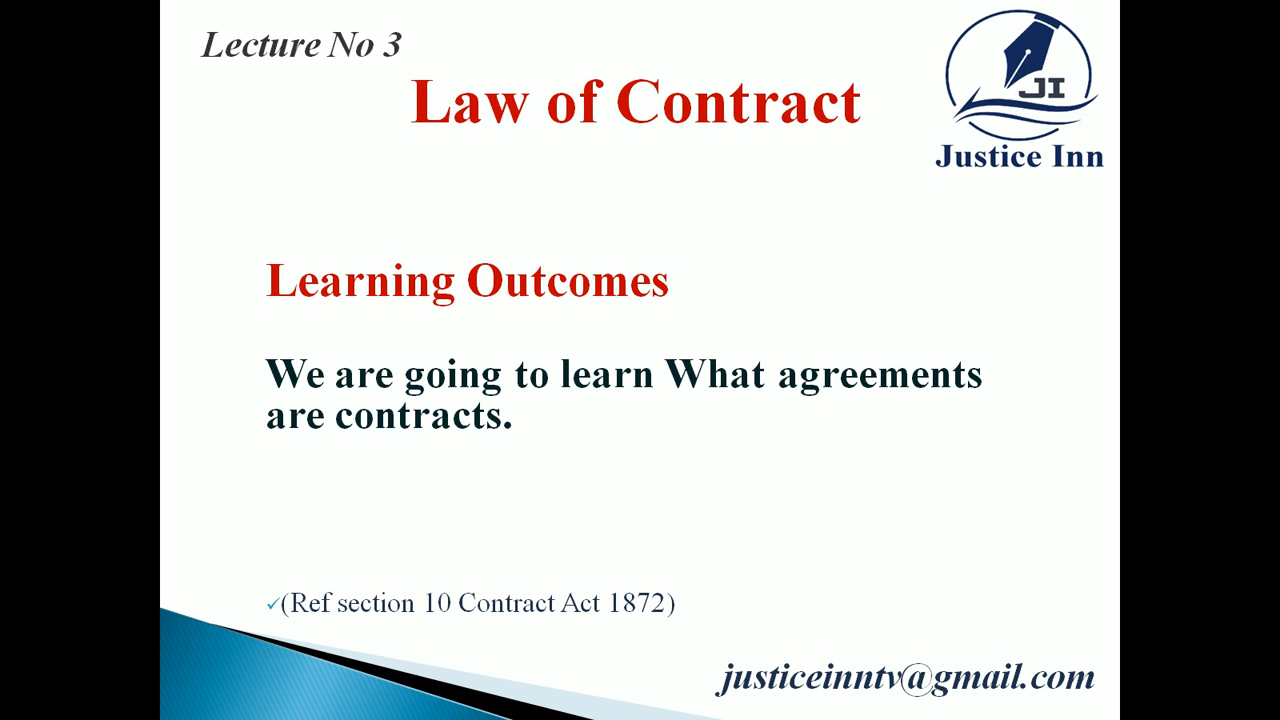 Lecture No 3
Law of Contract
JI
Justice Inn
Learning Outcomes
We are going to learn What agreements
are contracts.
✓(Ref section 10 Contract Act 1872)
justiceinntv@gmail.com